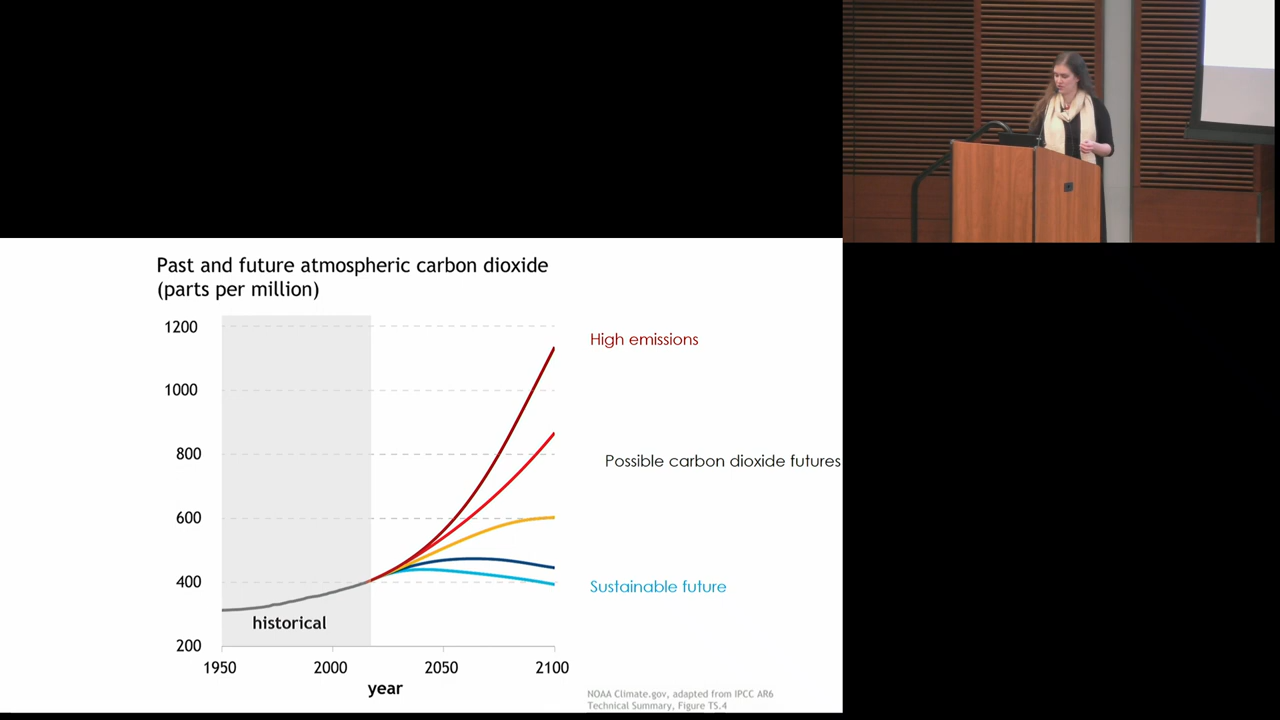 Past and future atmospheric carbon dioxide
(parts per million)
1200
1000
800
600
400
200
High emissions
Possible carbon dioxide futures
Sustainable future
historical
1950
2000
2050
2100
year
NOAA Climate.gov, adapted from IPCC AR6
Technical Summary, Figure TS.4